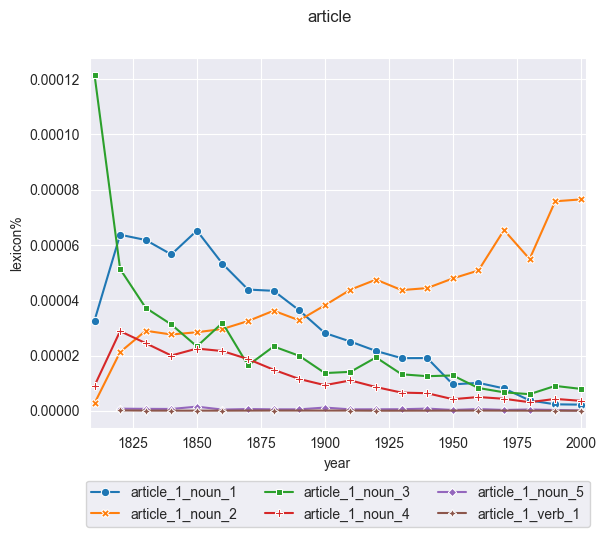 article
0.00012
0.00010
0.00008
0.00006
0.00004
0.00002
0.00000
lexicon%
1825 1850 1875 1900 1925 1950 1975 2000
year
article_1_noun_1 article_1_noun_3 article_1_noun_5
article_1_noun_2 article_1_noun_4 article_1_verb_1